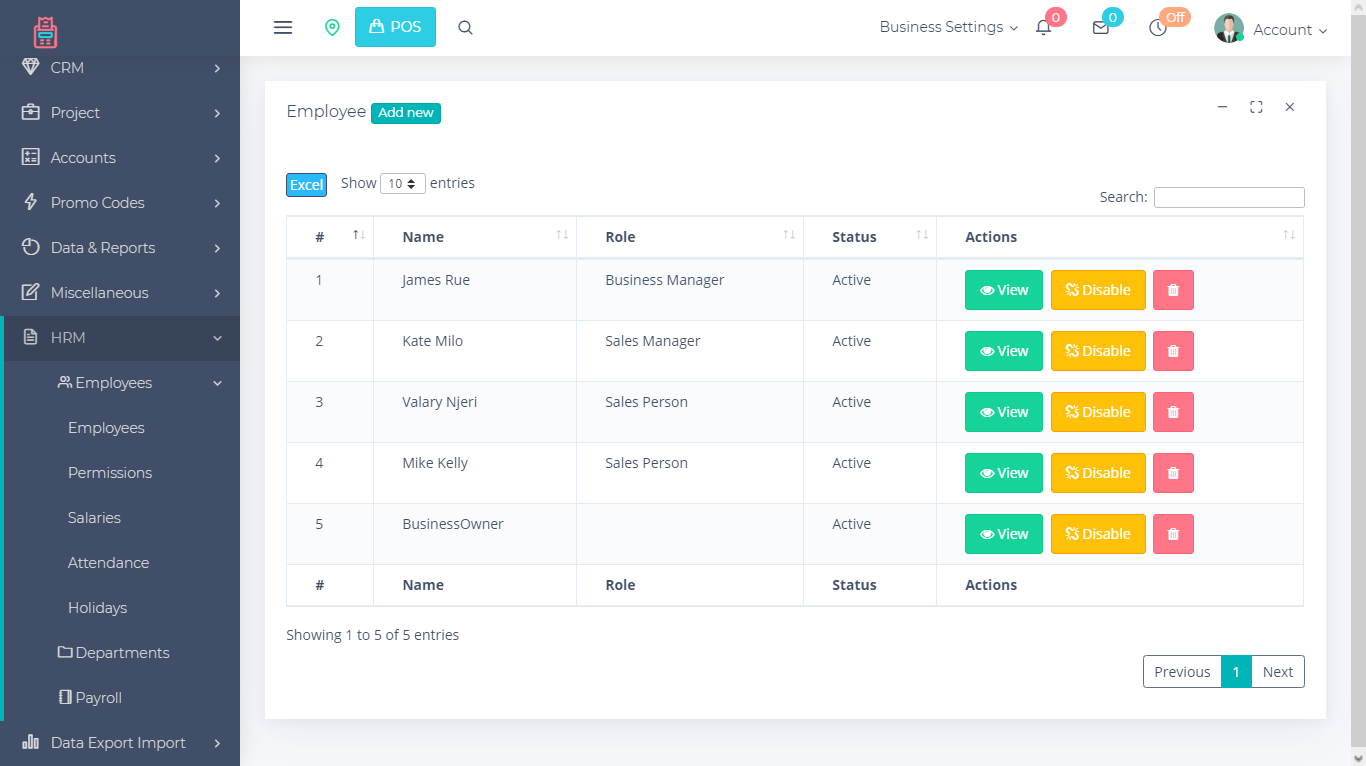 POS
Business Settings
0
0
Off
Account
CRM
Project
Accounts
Promo Codes
Data & Reports
Miscellaneous
HRM
Employees
Employees
Permissions
Salaries
Attendance
Holidays
Departments
Payroll
Data Export Import
Employee Add new
Excel Show 10 entries
Search:
# Name Role Status Actions
1 James Rue Business Manager Active View Disable
2 Kate Milo Sales Manager Active View Disable
3 Valary Njeri Sales Person Active View Disable
4 Mike Kelly Sales Person Active View Disable
5 BusinessOwner Active View Disable
# Name Role Status Actions
Showing 1 to 5 of 5 entries
Previous 1 Next